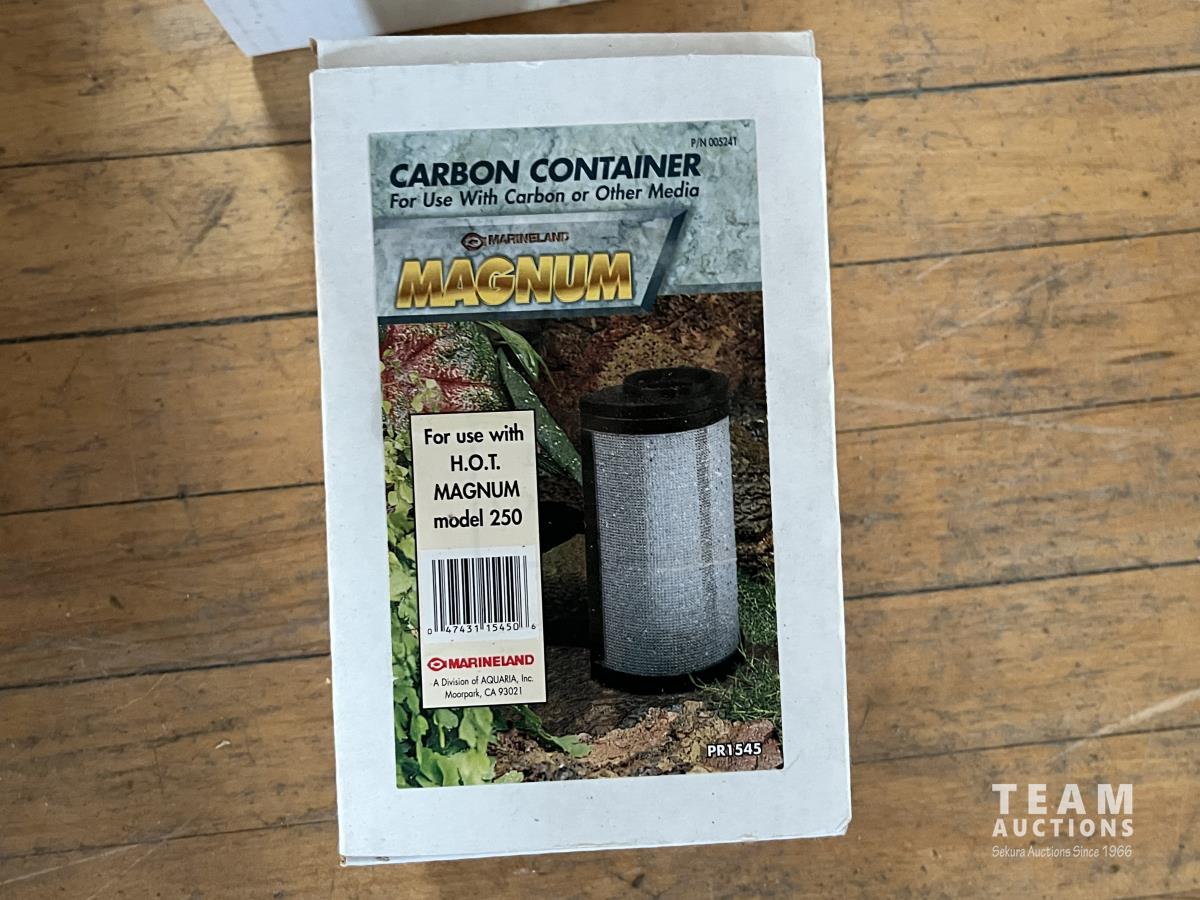 P/N 005241
CARBON CONTAINER
For Use With Carbon or Other Media
MARINELAND
MAGNUM
For use with
H.O.T.
MAGNUM
model 250
0 47431 15450 6
MARINELAND
A Division of AQUARIA, Inc.
Moorpark, CA 93021
PR1545
TEAM
AUCTIONS
Sekura Auctions Since 1966